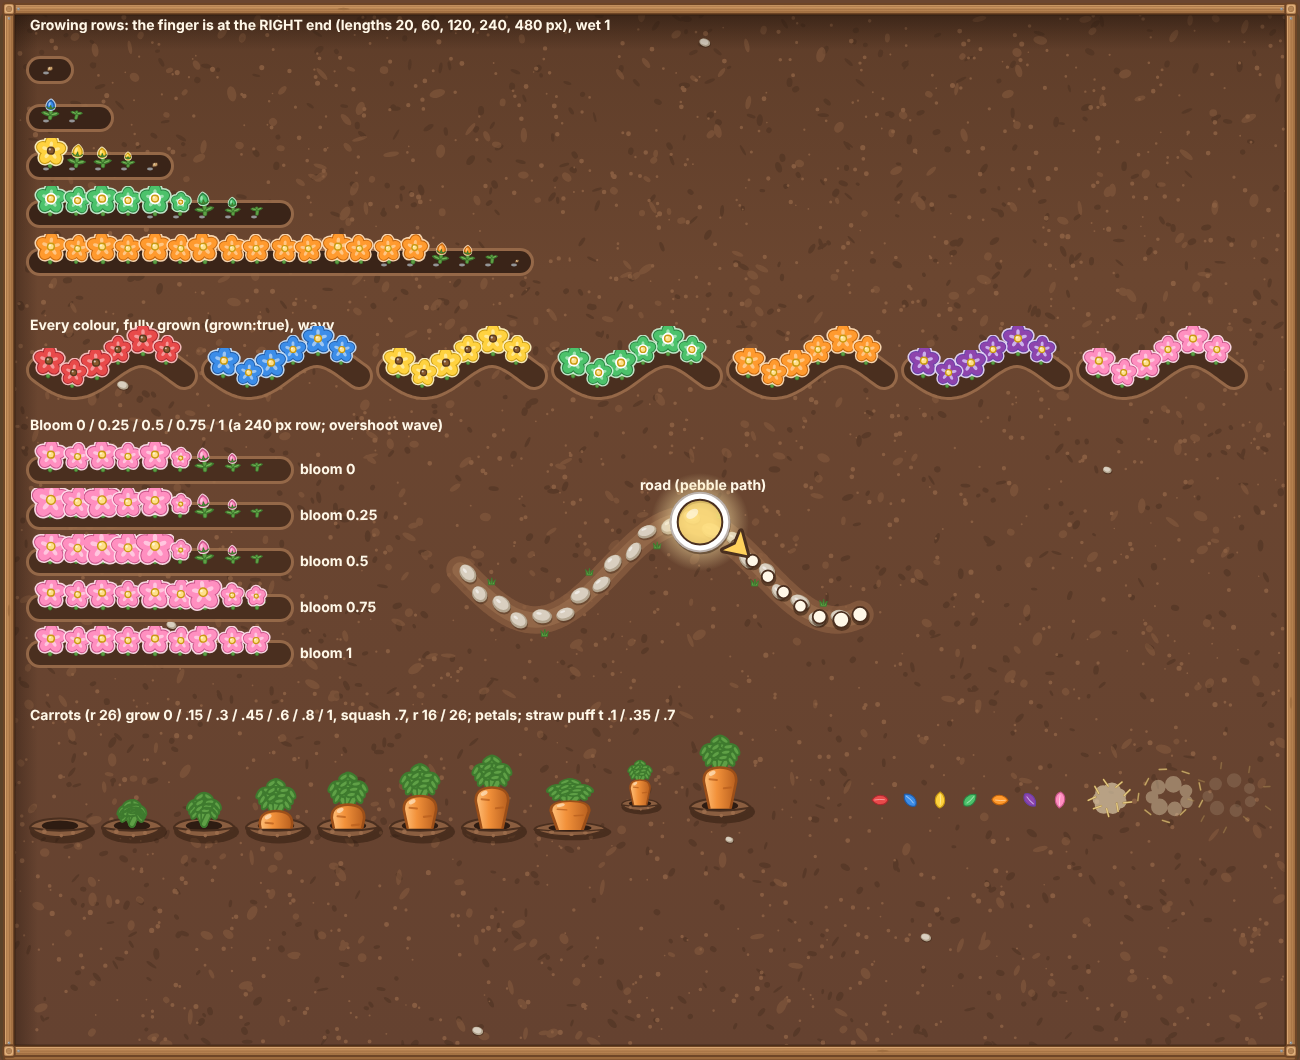 Growing rows: the finger is at the RIGHT end (lengths 20, 60, 120, 240, 480 px), wet 1
Every colour, fully grown (grown:true), wavy
Bloom 0 / 0.25 / 0.5 / 0.75 / 1 (a 240 px row; overshoot wave)
bloom 0
road (pebble path)
bloom 0.25
bloom 0.5
bloom 0.75
bloom 1
Carrots (r 26) grow 0 / .15 / .3 / .45 / .6 / .8 / 1, squash .7, r 16 / 26; petals; straw puff t .1 / .35 / .7